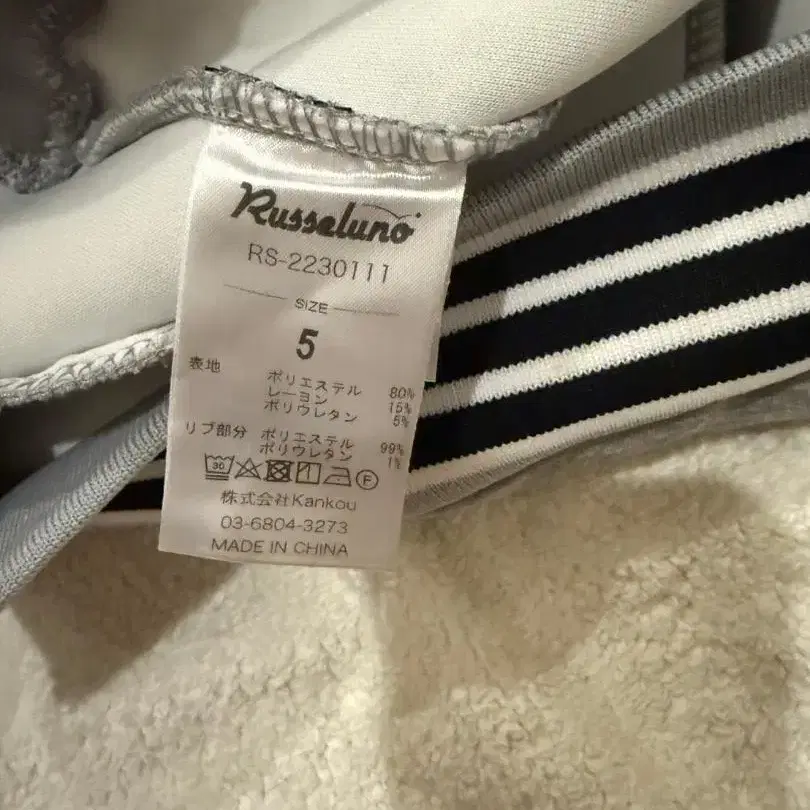 Russeluno
RS-2230111
SIZE
5
表地
ポリエステル 80%
レーヨン 15%
ポリウレタン 5%
リブ部分 ポリエステル 99%
ポリウレタン 1%
30 F
株式会社Kankou
03-6804-3273
MADE IN CHINA